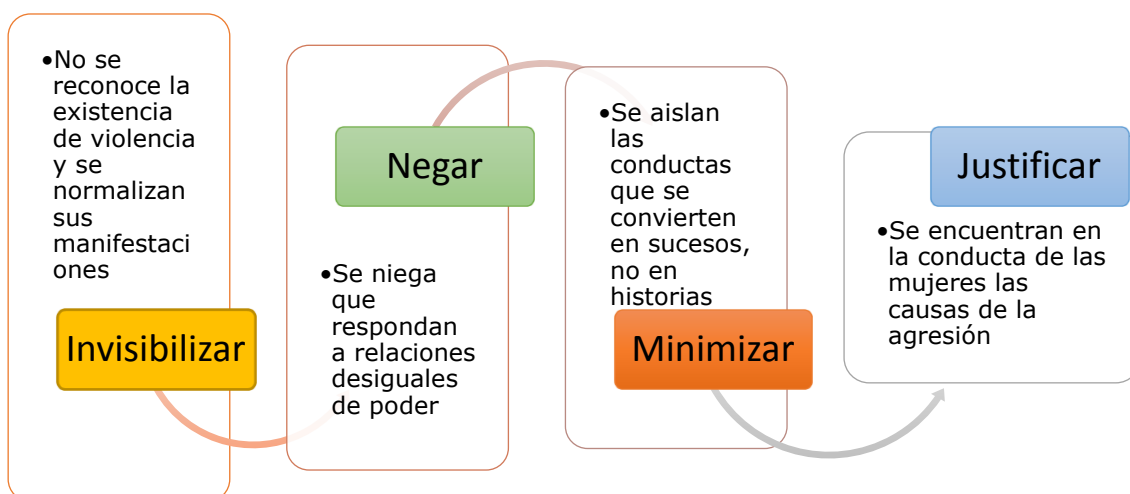 •No se
reconoce la
existencia
de violencia
y se
normalizan
sus
manifestaci
ones
Invisibilizar
Negar
•Se niega
que
respondan
a relaciones
desiguales
de poder
•Se aislan
las
conductas
que se
convierten
en sucesos,
no en
historias
Minimizar
Justificar
•Se encuentran en
la conducta de las
mujeres las
causas de la
agresión